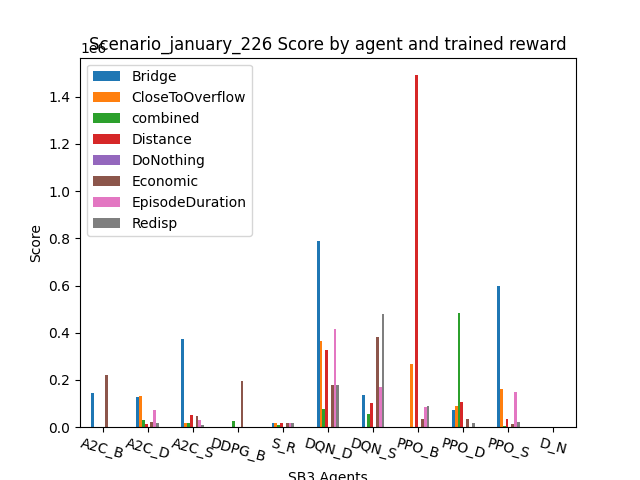 Scenario_january_226 Score by agent and trained reward
1e6
Bridge
CloseToOverflow
combined
Distance
DoNothing
Economic
EpisodeDuration
Redisp
1.4
1.2
1.0
0.8
0.6
0.4
0.2
0.0
Score
A2C_B A2C_D A2C_S DDPG_B S_R DQN_D DQN_S PPO_B PPO_D PPO_S D_N
SB3 Agents